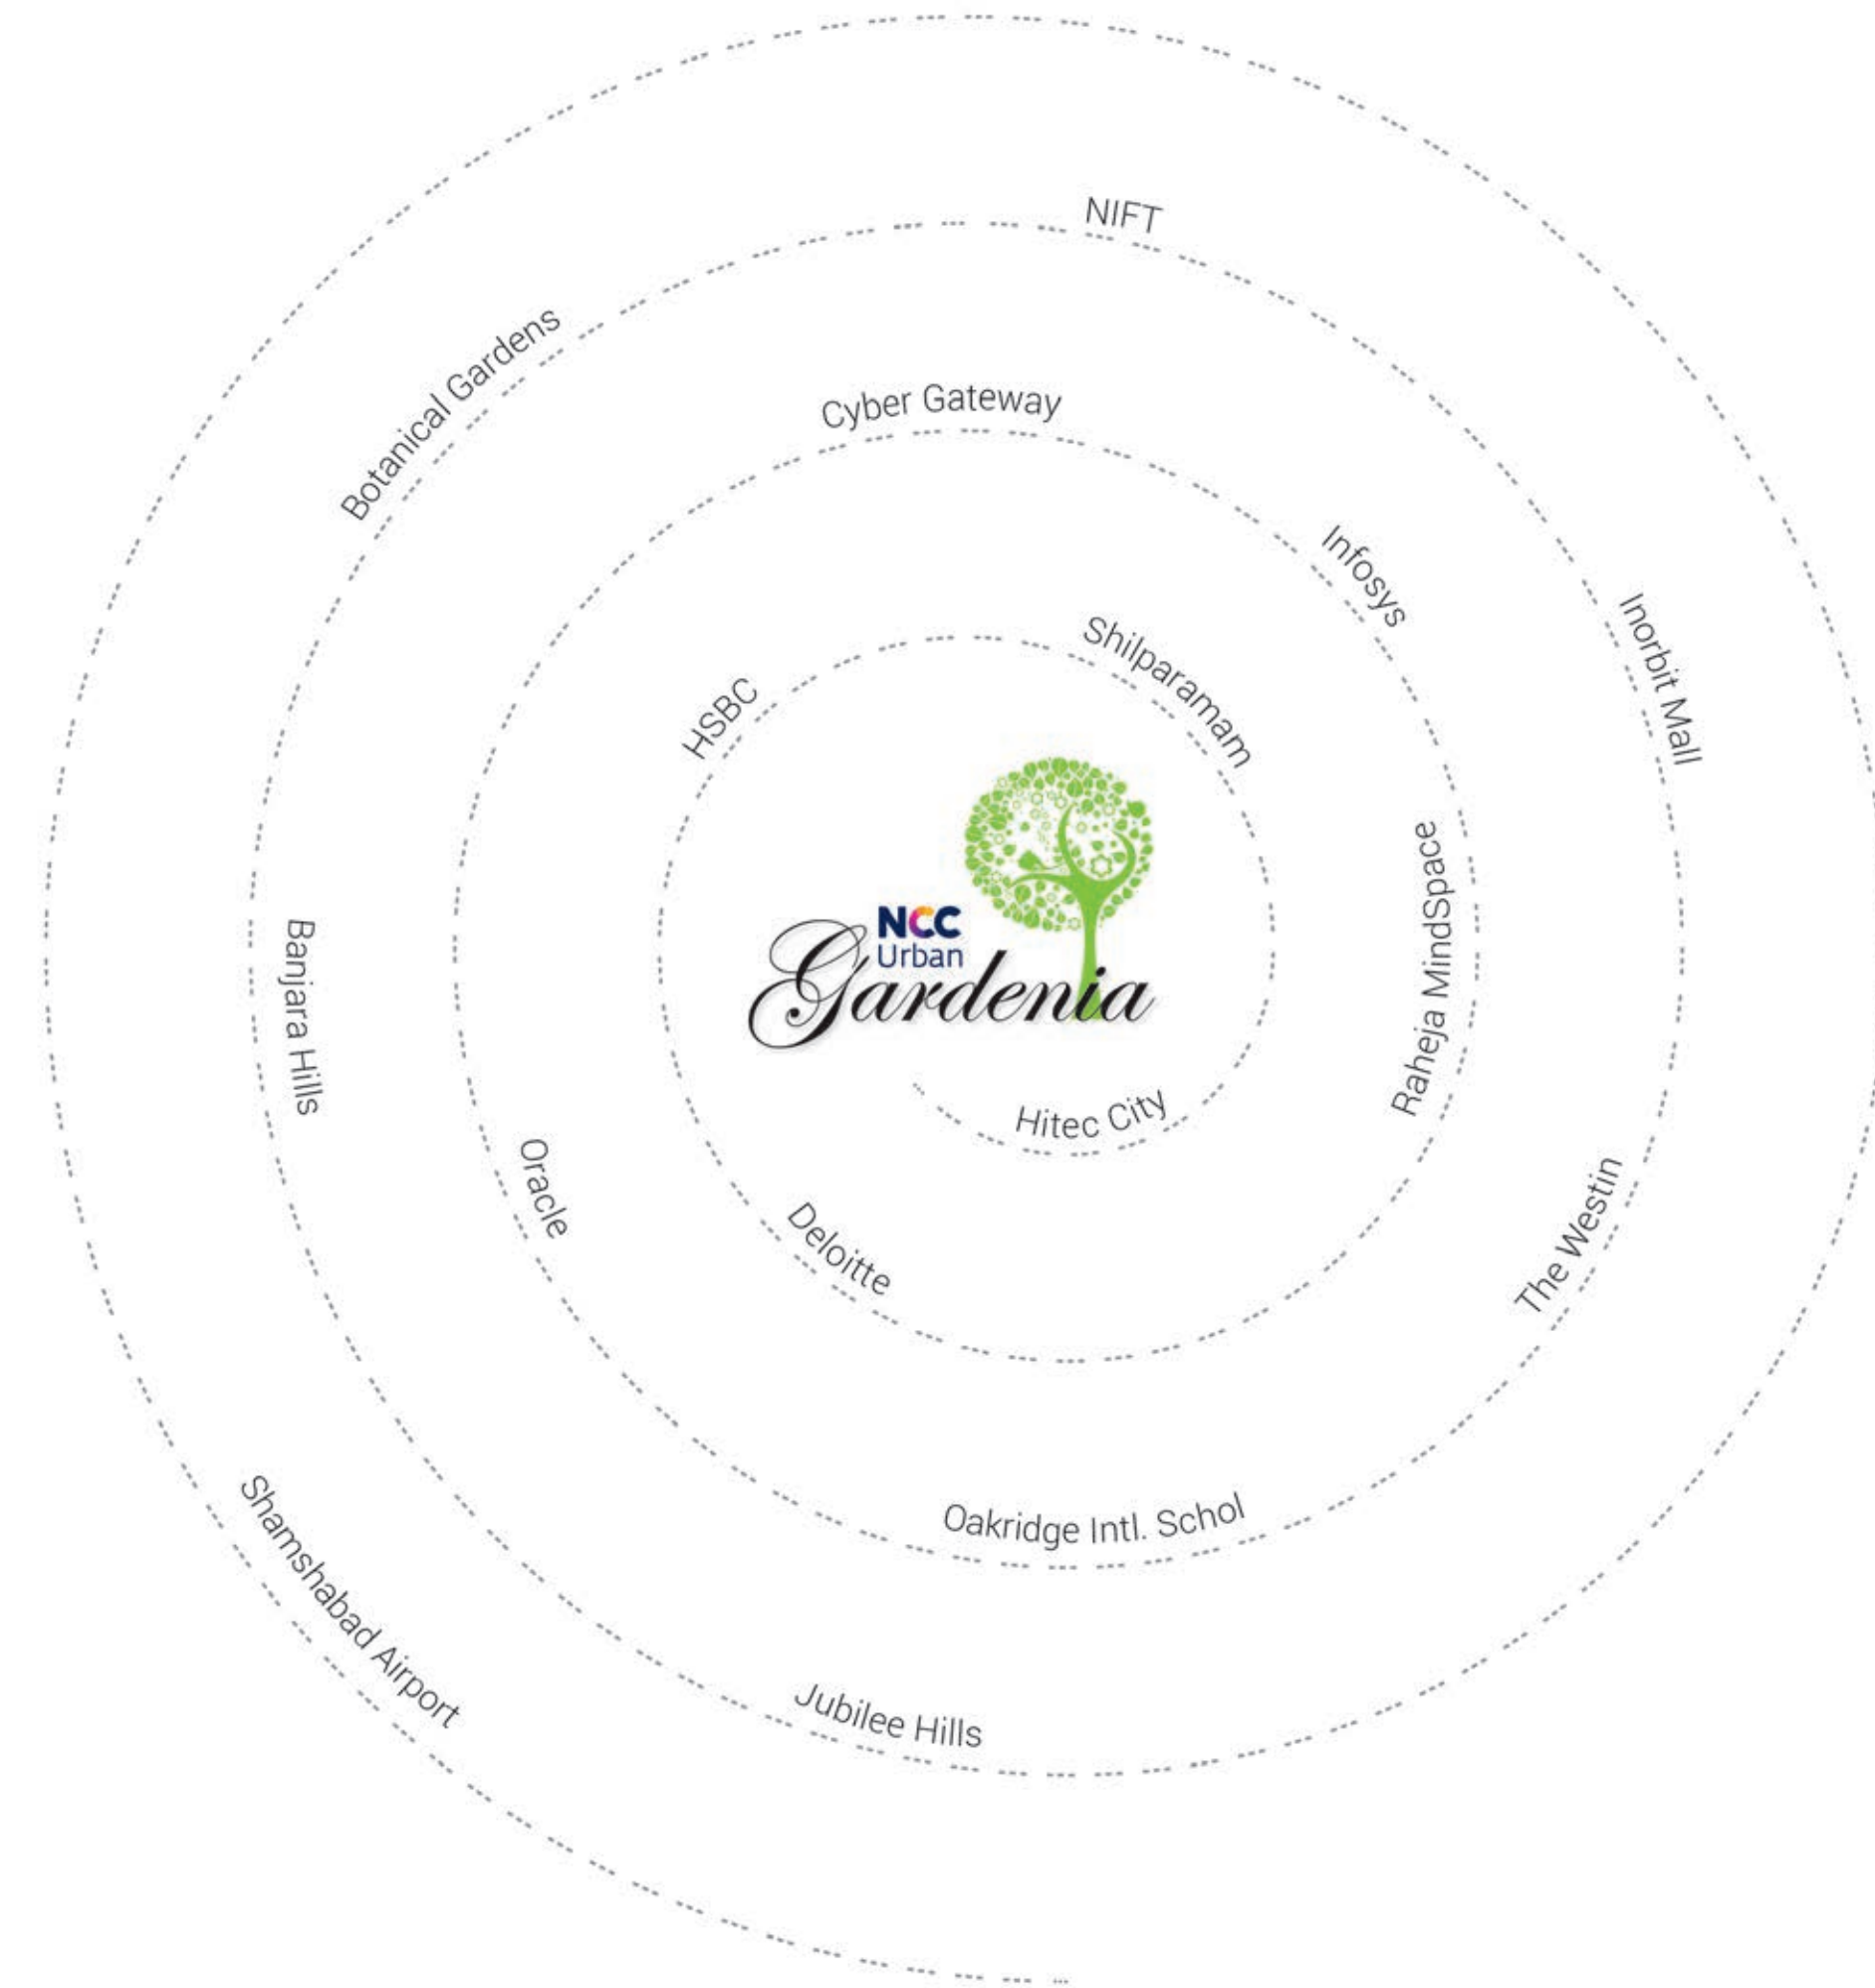 NIFT
Botanical Gardens
Cyber Gateway
Infosys
Inorbit Mall
Shilparamam
HSBC
Raheja MindSpace
NCC
Urban
Gardenia
Banjara Hills
Hitec City
Oracle
Deloitte
The Westin
Oakridge Intl. Schol
Shamshabad Airport
Jubilee Hills